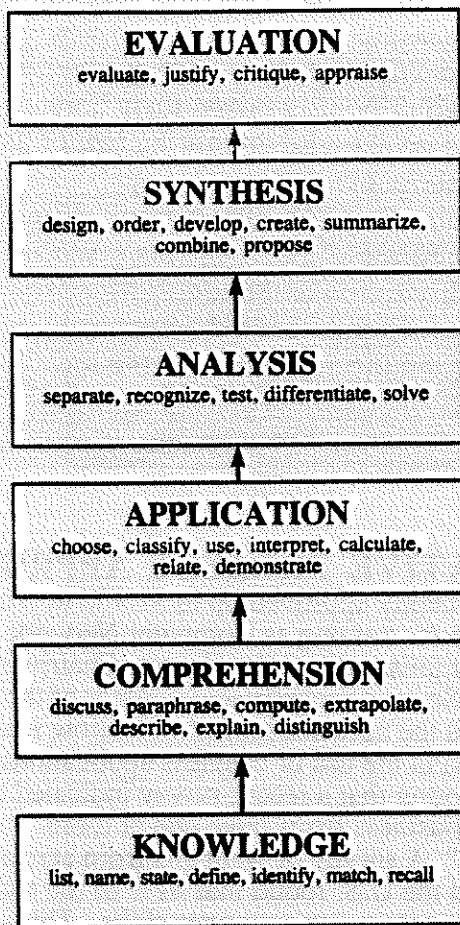 EVALUATION
evaluate, justify, critique, appraise
SYNTHESIS
design, order, develop, create, summarize,
combine, propose
ANALYSIS
separate, recognize, test, differentiate, solve
APPLICATION
choose, classify, use, interpret, calculate,
relate, demonstrate
COMPREHENSION
discuss, paraphrase, compute, extrapolate,
describe, explain, distinguish
KNOWLEDGE
list, name, state, define, identify, match, recall